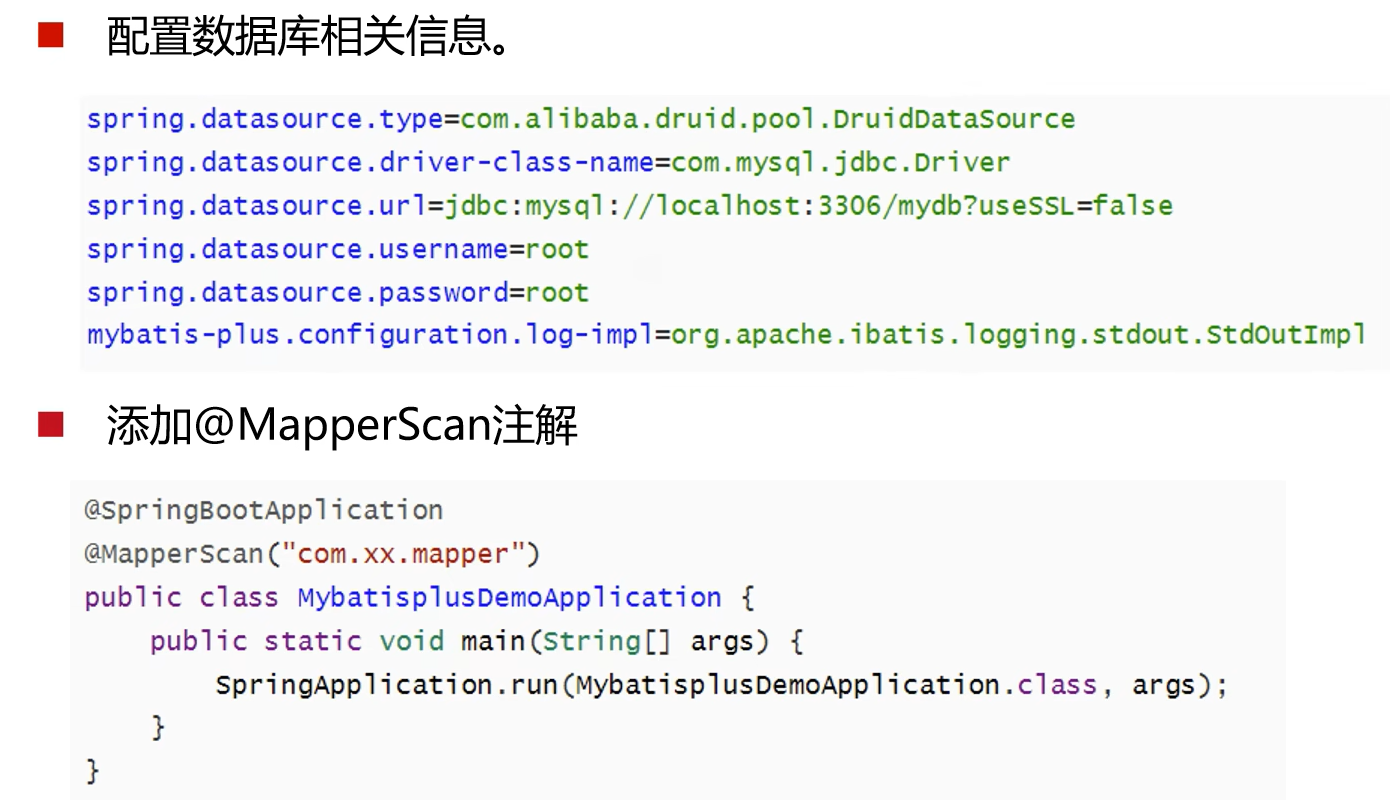 配置数据库相关信息。
spring.datasource.type=com.alibaba.druid.pool.DruidDataSource
spring.datasource.driver-class-name=com.mysql.jdbc.Driver
spring.datasource.url=jdbc:mysql://localhost:3306/mydb?useSSL=false
spring.datasource.username=root
spring.datasource.password=root
mybatis-plus.configuration.log-impl=org.apache.ibatis.logging.stdout.StdOutImpl
添加@MapperScan注解
@SpringBootApplication
@MapperScan("com.xx.mapper")
public class MybatisplusDemoApplication {
    public static void main(String[] args) {
        SpringApplication.run(MybatisplusDemoApplication.class, args);
    }
}